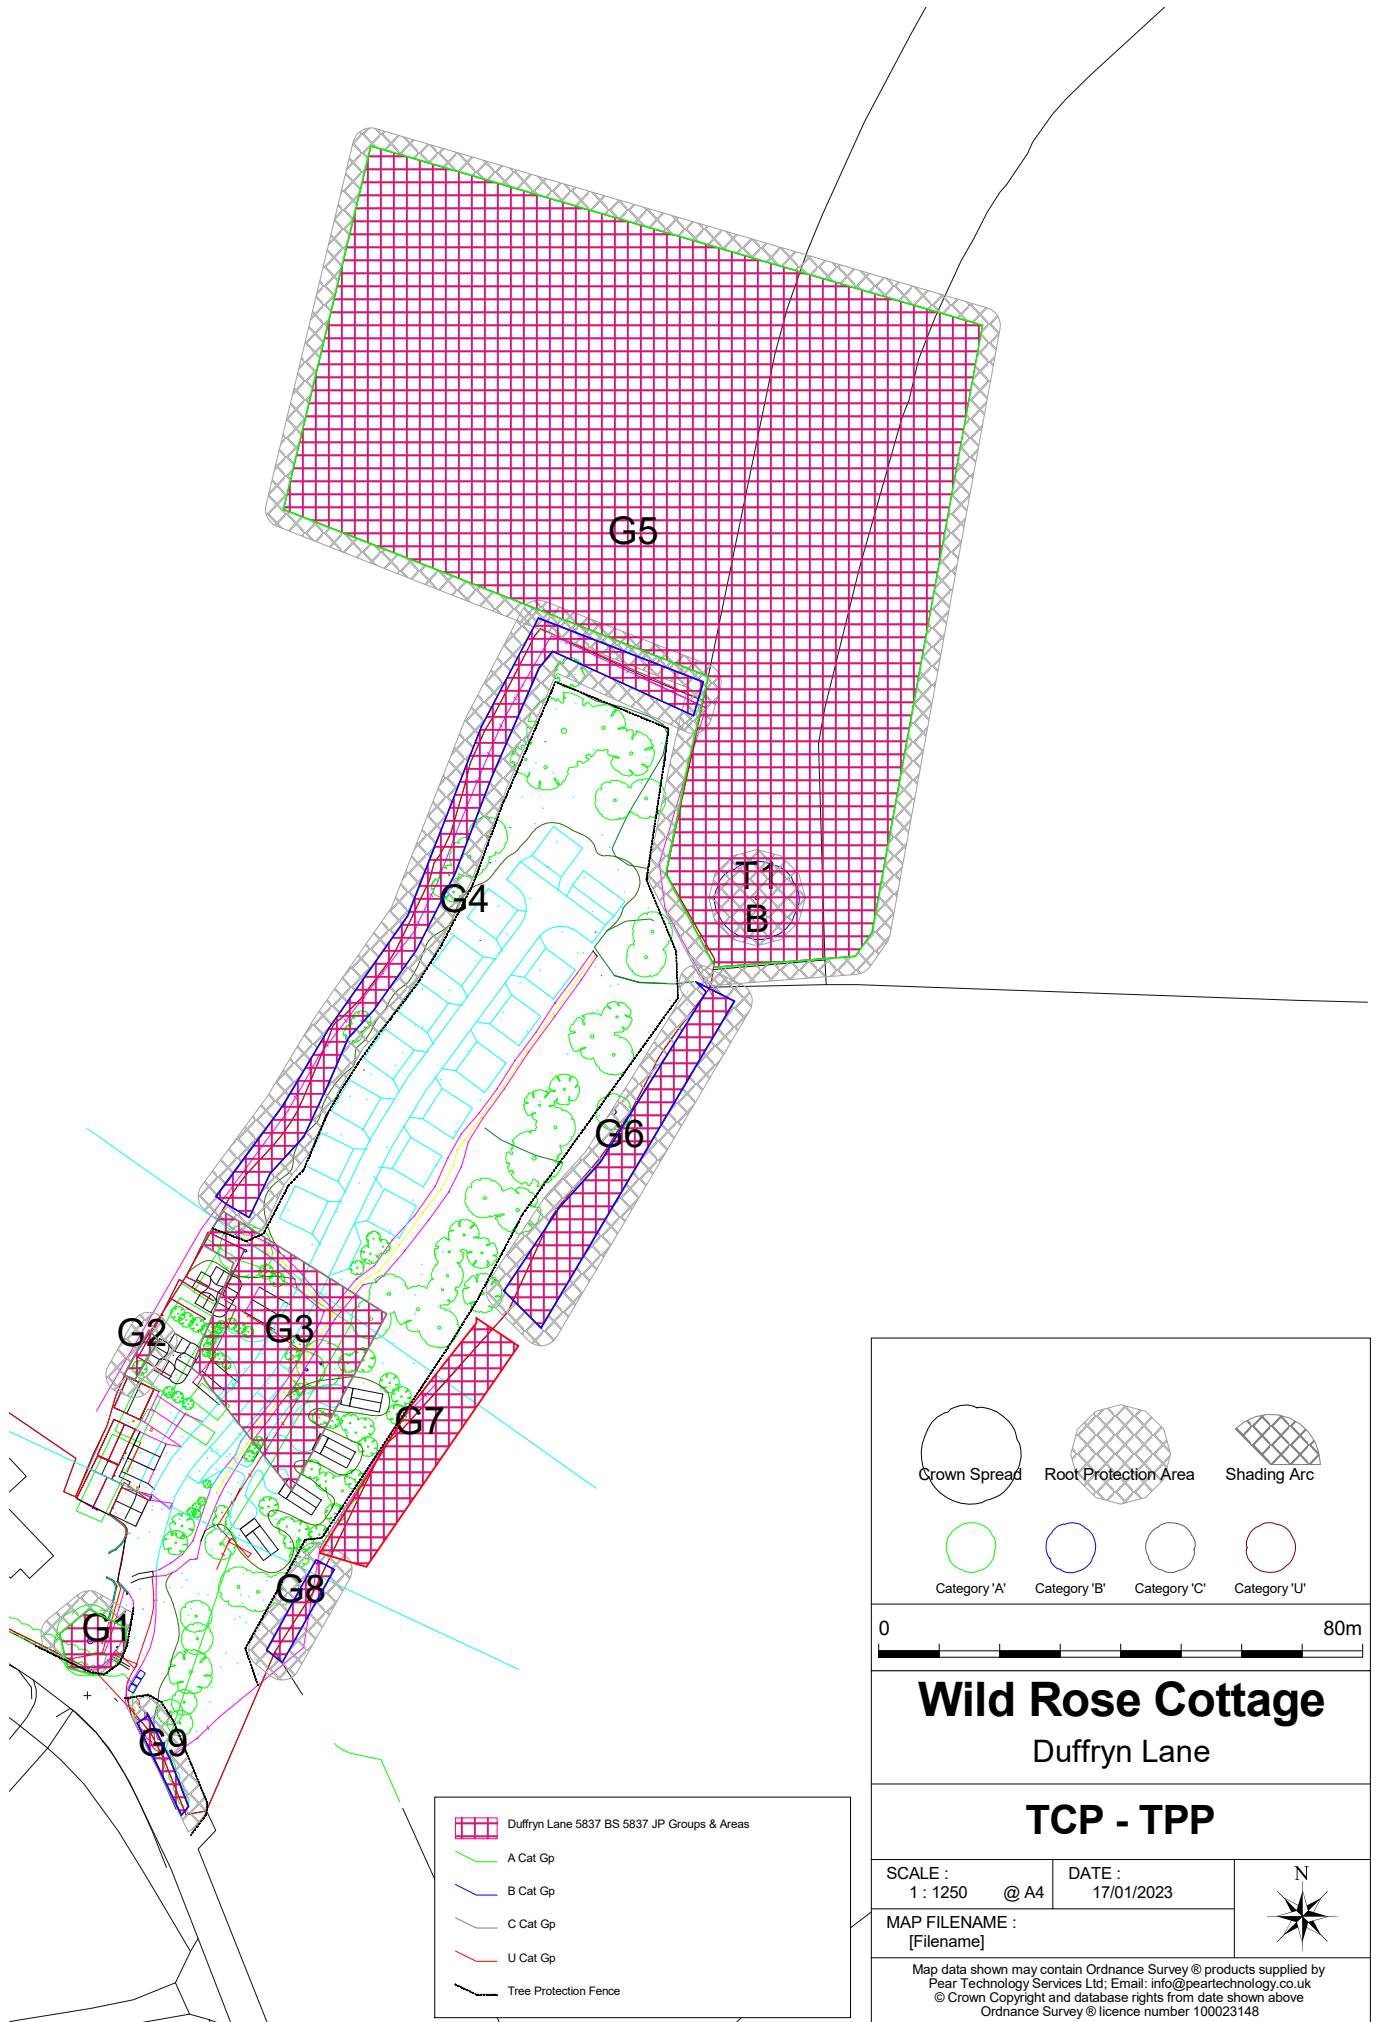 G5
T1
B
G4
G6
G2
G3
G7
G8
G1
G9
Crown Spread Root Protection Area Shading Arc
Category 'A' Category 'B' Category 'C' Category 'U'
0 80m
Wild Rose Cottage
Duffryn Lane
TCP - TPP
SCALE : DATE : N
1 : 1250 @ A4 17/01/2023
MAP FILENAME :
[Filename]
Map data shown may contain Ordnance Survey ® products supplied by
Pear Technology Services Ltd; Email: info@peartechnology.co.uk
© Crown Copyright and database rights from date shown above
Ordnance Survey ® licence number 100023148
Duffryn Lane 5837 BS 5837 JP Groups & Areas
A Cat Gp
B Cat Gp
C Cat Gp
U Cat Gp
Tree Protection Fence